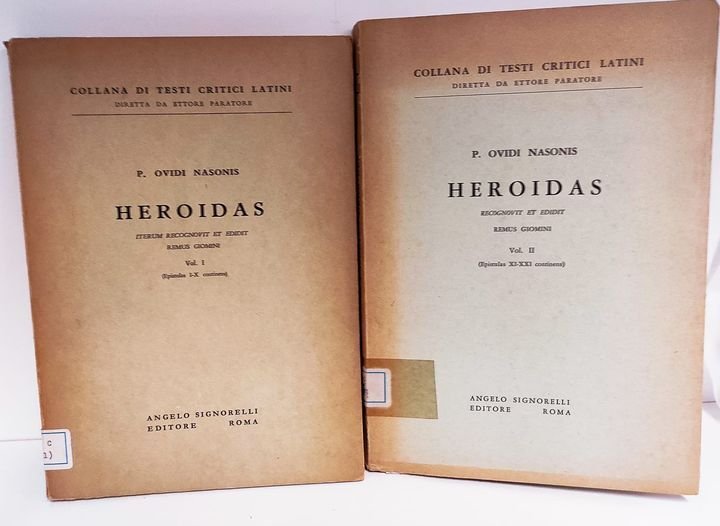 COLLANA DI TESTI CRITICI LATINI
DIRETTA DA ETTORE PARATORE
P. OVIDI NASONIS
HEROIDAS
ITERUM RECOGNOVIT ET EDIDIT
REMUS GIOMINI
Vol. I
(Epistulas I-X continens)
ANGELO SIGNORELLI
EDITORE ROMA
C
1)
COLLANA DI TESTI CRITICI LATINI
DIRETTA DA ETTORE PARATORE
P. OVIDI NASONIS
HEROIDAS
RECOGNOVIT ET EDIDIT
REMUS GIOMINI
Vol. II
(Epistulas XI-XXI continens)
ANGELO SIGNORELLI
EDITORE ROMA